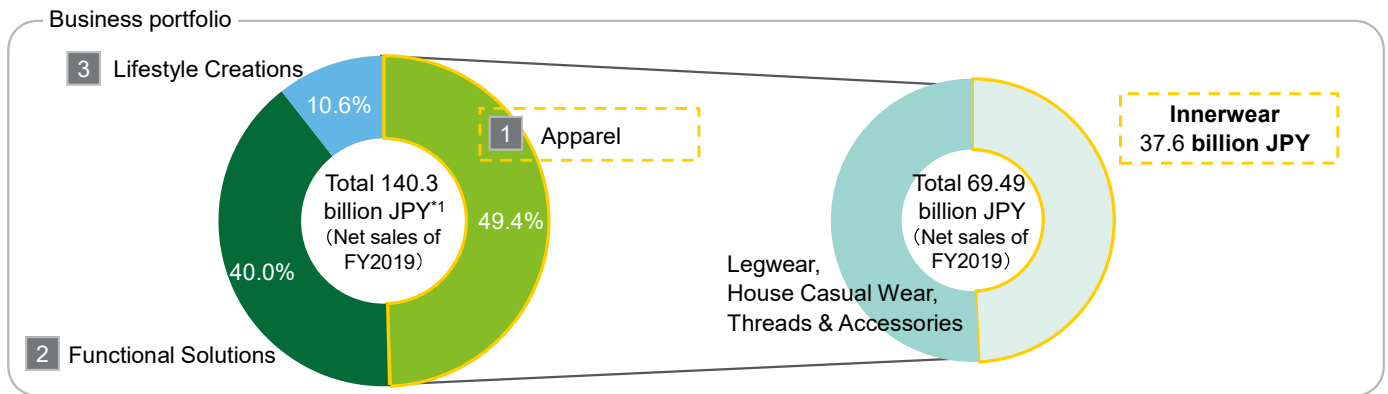 Business portfolio
3 Lifestyle Creations
10.6%
1 Apparel
Total 140.3
billion JPY*1
（Net sales of
FY2019）
49.4%
40.0%
2 Functional Solutions
Total 69.49
billion JPY
（Net sales of
FY2019）
Legwear,
House Casual Wear,
Threads & Accessories
Innerwear
37.6 billion JPY